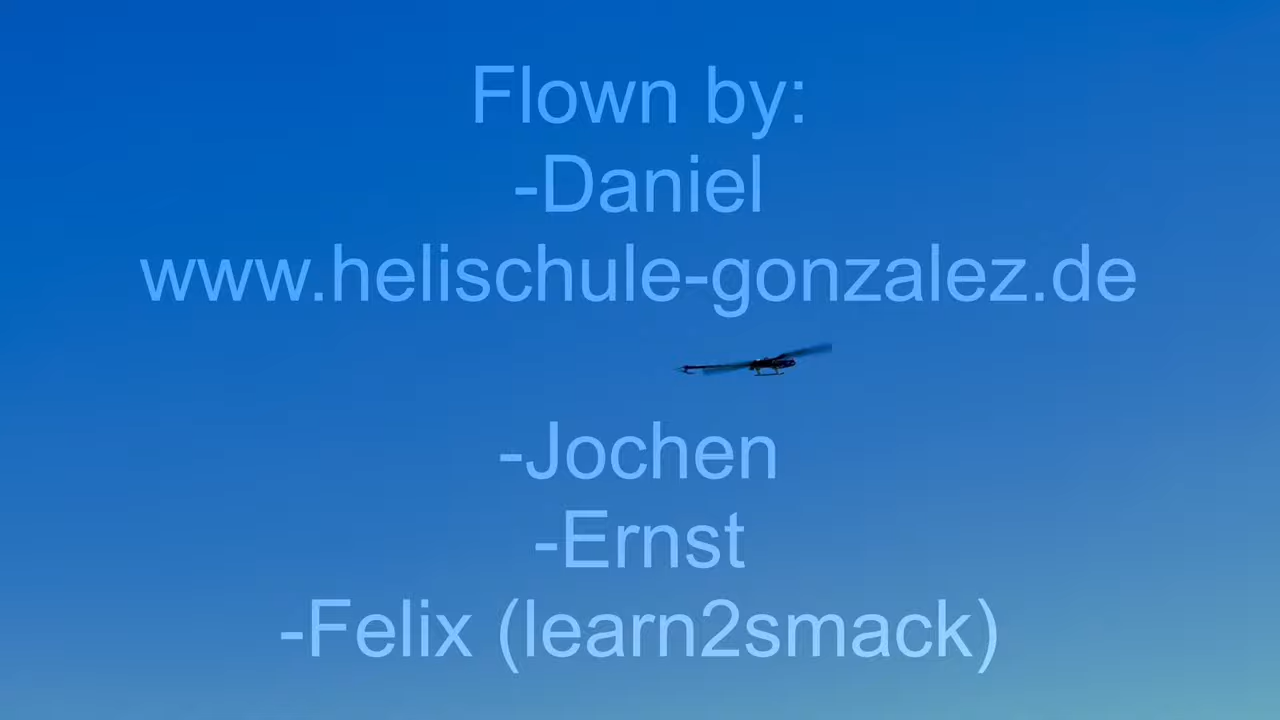 Flown by:
-Daniel
www.helischule-gonzalez.de
-Jochen
-Ernst
-Felix (learn2smack)